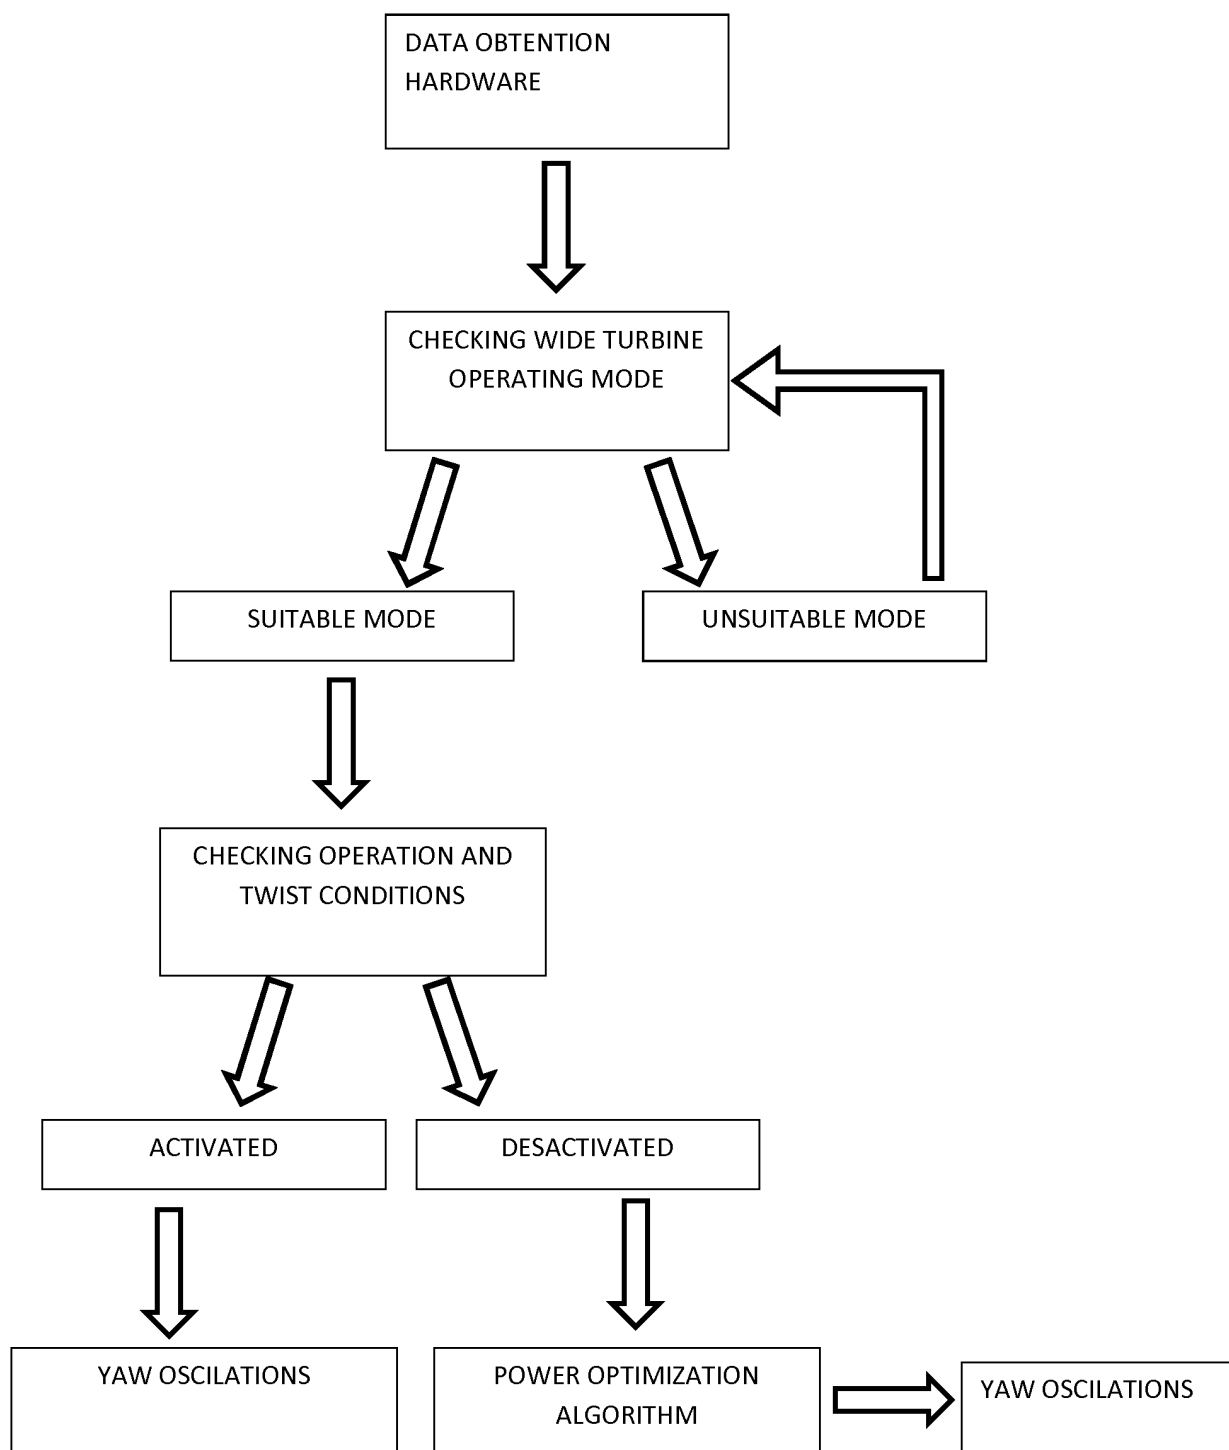 DATA OBTENTION
HARDWARE
CHECKING WIDE TURBINE
OPERATING MODE
SUITABLE MODE
UNSUITABLE MODE
CHECKING OPERATION AND
TWIST CONDITIONS
ACTIVATED
DESACTIVATED
YAW OSCILATIONS
POWER OPTIMIZATION
ALGORITHM
YAW OSCILATIONS